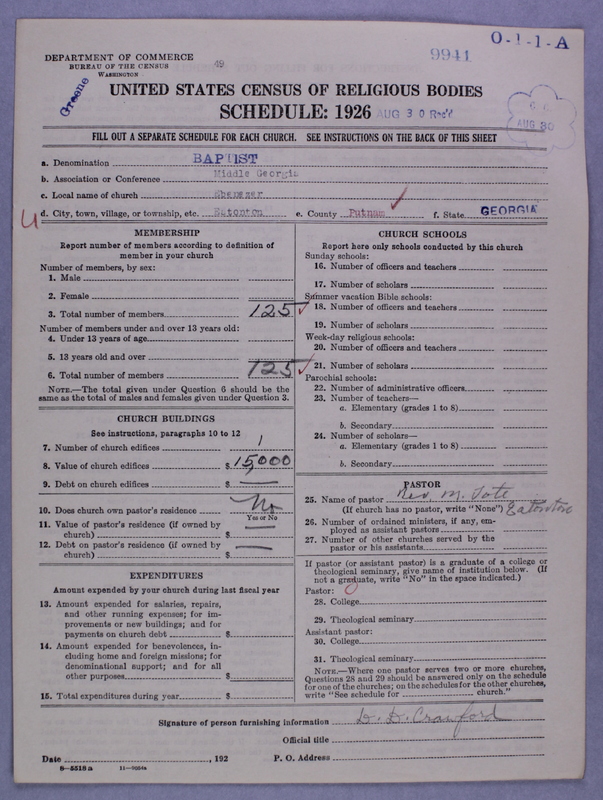 O-1-1-A
9941
DEPARTMENT OF COMMERCE
BUREAU OF THE CENSUS
WASHINGTON
49
Greene
UNITED STATES CENSUS OF RELIGIOUS BODIES
SCHEDULE: 1926
AUG 30 Rec'd
AUG 30
FILL OUT A SEPARATE SCHEDULE FOR EACH CHURCH. SEE INSTRUCTIONS ON THE BACK OF THIS SHEET
a. Denomination BAPTIST
b. Association or Conference Middle Georgia
c. Local name of church Ebenezer
d. City, town, village, or township, etc. Eatonton e. County Putnam f. State GEORGIA
MEMBERSHIP
Report number of members according to definition of
member in your church
Number of members, by sex:
1. Male
2. Female
3. Total number of members 125
Number of members under and over 13 years old:
4. Under 13 years of age
5. 13 years old and over
6. Total number of members 125
NOTE.—The total given under Question 6 should be
same as the total of males and females given under Question 3.
CHURCH BUILDINGS
See instructions, paragraphs 10 to 12
7. Number of church edifices 1
8. Value of church edifices $ 15,000
9. Debt on church edifices $ —
10. Does church own pastor's residence No
Yes or No
11. Value of pastor's residence (if owned by
church) $ —
12. Debt on pastor's residence (if owned by
church) $ —
EXPENDITURES
Amount expended by your church during last fiscal year
13. Amount expended for salaries, repairs,
and other running expenses; for im-
provements or new buildings; and for
payments on church debt $
14. Amount expended for benevolences, in-
cluding home and foreign missions; for
denominational support; and for all
other purposes $
15. Total expenditures during year $
CHURCH SCHOOLS
Report here only schools conducted by this church
Sunday schools:
16. Number of officers and teachers
17. Number of scholars
Summer vacation Bible schools:
18. Number of officers and teachers
19. Number of scholars
Week-day religious schools:
20. Number of officers and teachers
21. Number of scholars
Parochial schools:
22. Number of administrative officers
23. Number of teachers—
a. Elementary (grades 1 to 8)
b. Secondary
24. Number of scholars—
a. Elementary (grades 1 to 8)
b. Secondary
PASTOR
25. Name of pastor Rev. M. Tote
(If church has no pastor, write "None") Eatonton
26. Number of ordained ministers, if any, em-
ployed as assistant pastors
27. Number of other churches served by the
pastor or his assistants
If pastor (or assistant pastor) is a graduate of a college or
theological seminary, give name of institution below. (If
not a graduate, write "No" in the space indicated.)
Pastor:
28. College
29. Theological seminary
Assistant pastor:
30. College
31. Theological seminary
NOTE.—Where one pastor serves two or more churches,
Questions 28 and 29 should be answered only on the schedule
for one of the churches; on the schedules for the other churches,
write "See schedule for church."
Signature of person furnishing information D. D. Crawford
Official title
Date , 192 P. O. Address
8—5518a